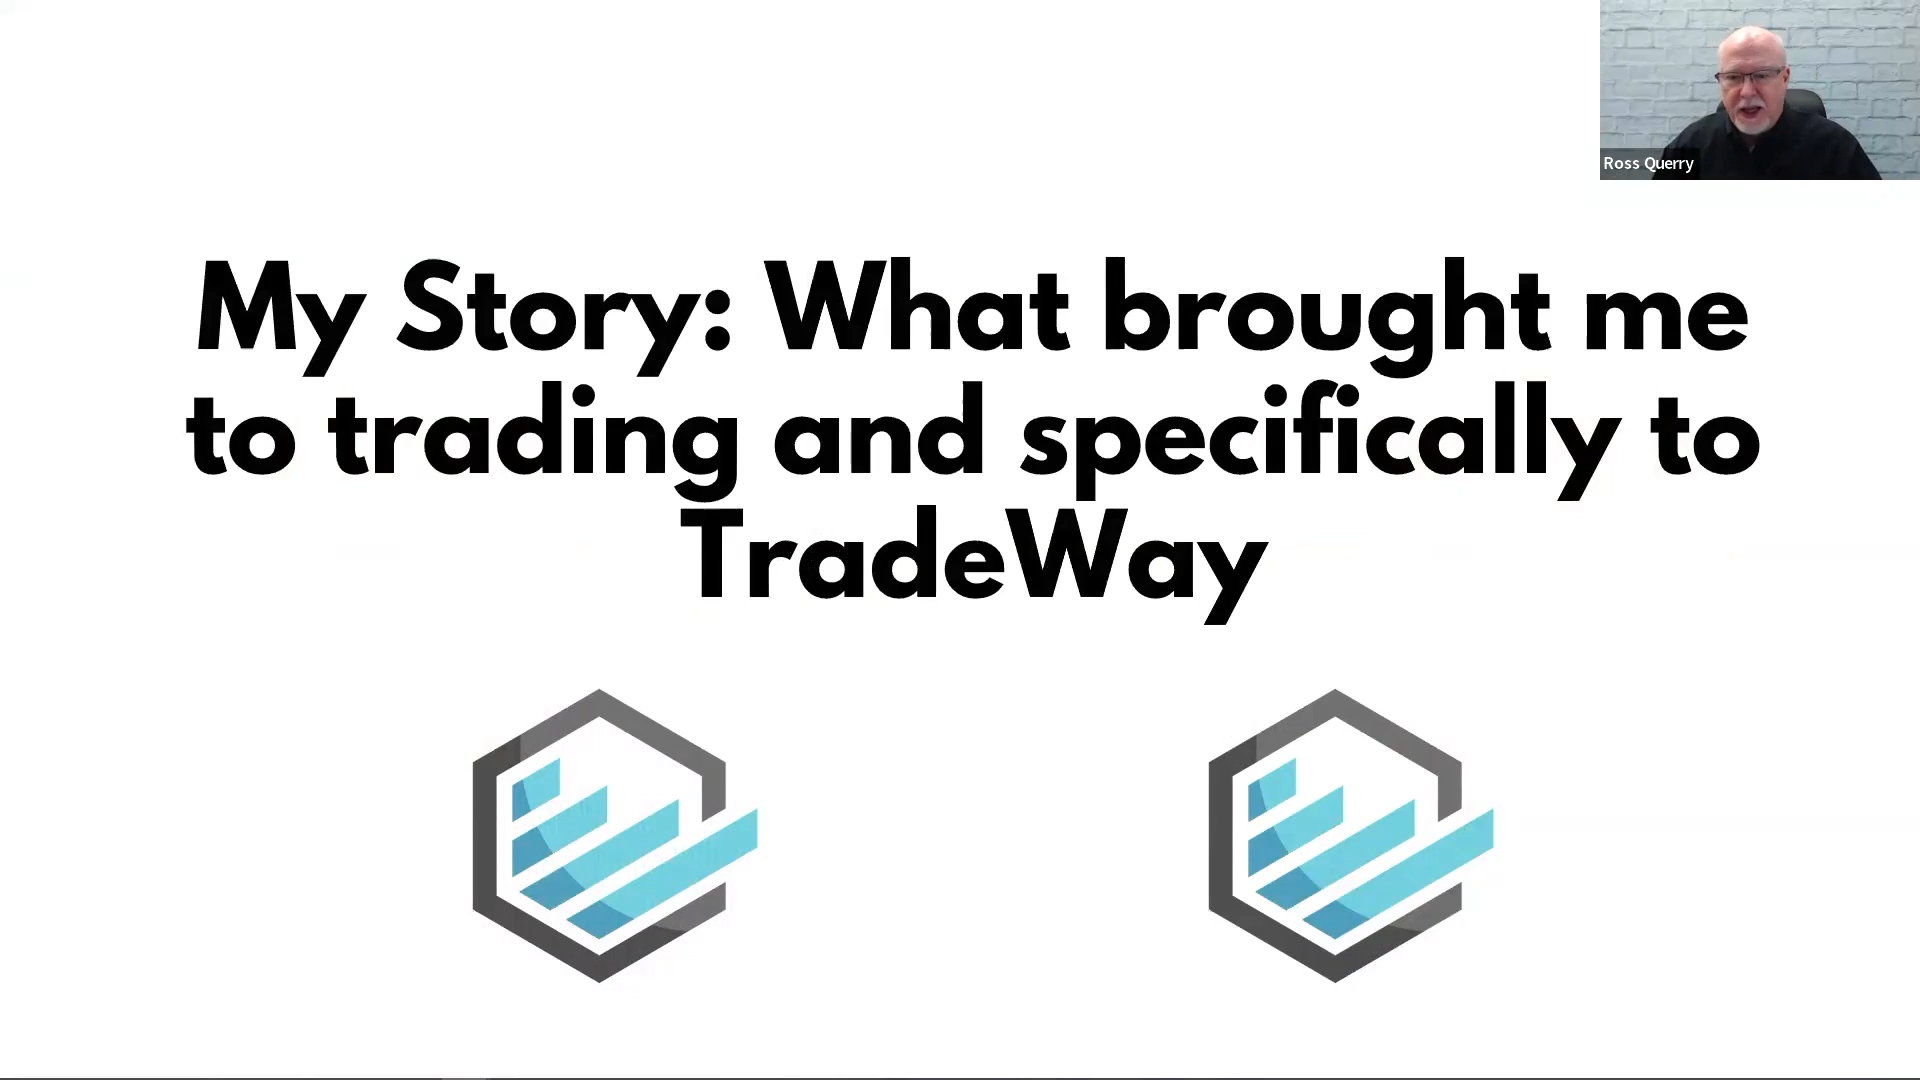 Ross Querry
My Story: What brought me
to trading and specifically to
TradeWay